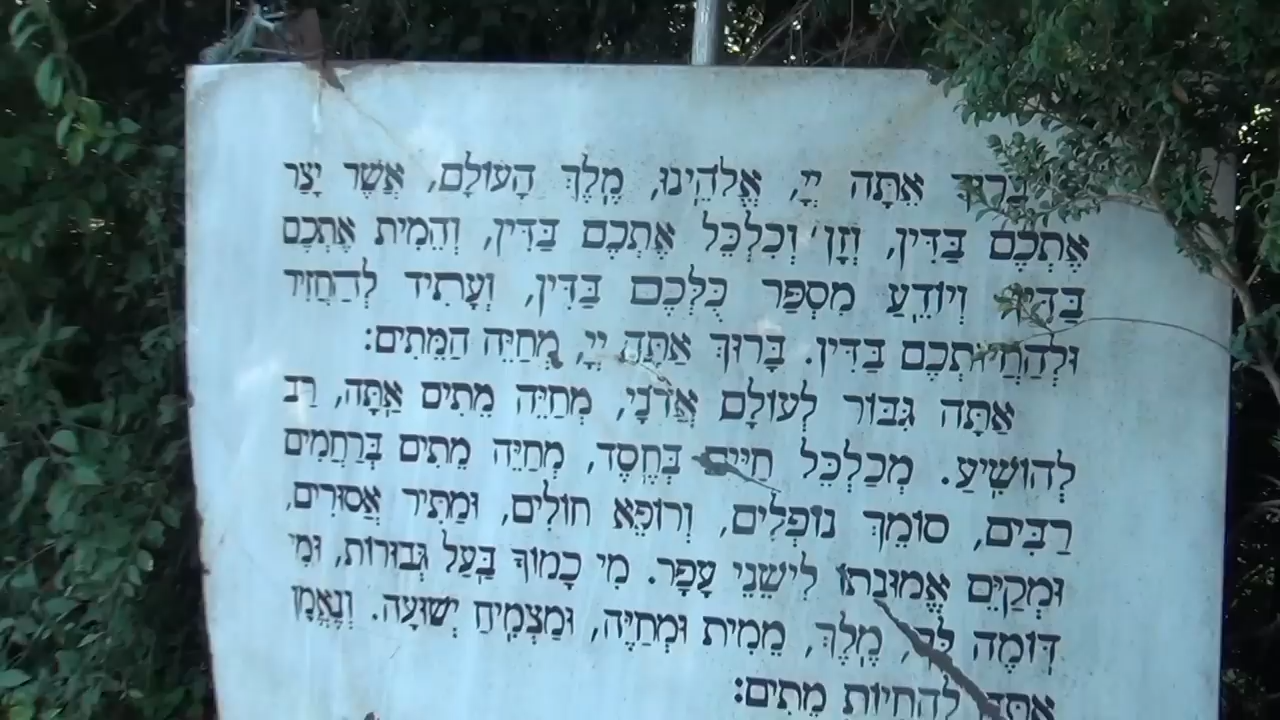 בָּרוּךְ אַתָּה יְיָ, אֱלֹהֵינוּ, מֶלֶךְ הָעוֹלָם, אֲשֶׁר יָצַר
אֶתְכֶם בַּדִּין, וְזָן וְכִלְכֵּל אֶתְכֶם בַּדִּין, וְהֵמִית אֶתְכֶם
בַּדִּין, וְיוֹדֵעַ מִסְפַּר כֻּלְּכֶם בַּדִּין, וְעָתִיד לְהַחֲזִיר
וּלְהַחֲיוֹתְכֶם בַּדִּין. בָּרוּךְ אַתָּה יְיָ, מְחַיֵּה הַמֵּתִים:
אַתָּה גִּבּוֹר לְעוֹלָם אֲדֹנָי, מְחַיֵּה מֵתִים אַתָּה, רַב
לְהוֹשִׁיעַ. מְכַלְכֵּל חַיִּים בְּחֶסֶד, מְחַיֵּה מֵתִים בְּרַחֲמִים
רַבִּים, סוֹמֵךְ נוֹפְלִים, וְרוֹפֵא חוֹלִים, וּמַתִּיר אֲסוּרִים,
וּמְקַיֵּם אֱמוּנָתוֹ לִישֵׁנֵי עָפָר. מִי כָמוֹךָ בַּעַל גְּבוּרוֹת, וּמִי
דּוֹמֶה לָּךְ, מֶלֶךְ, מֵמִית וּמְחַיֶּה, וּמַצְמִיחַ יְשׁוּעָה. וְנֶאֱמָן
אַתָּה לְהַחֲיוֹת מֵתִים: